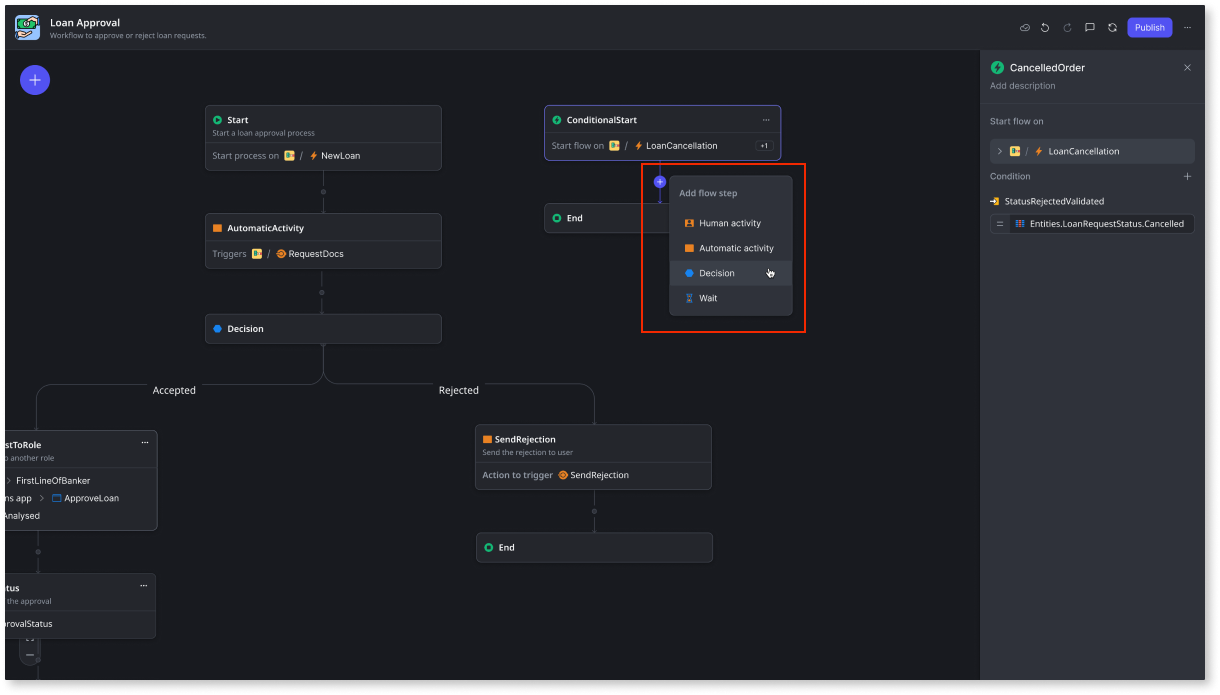 Loan Approval
Workflow to approve or reject loan requests.
Publish
Start
Start a loan approval process
Start process on / NewLoan
AutomaticActivity
Triggers / RequestDocs
Decision
Accepted
Rejected
stToRole
o another role
FirstLineOfBanker
ns app > ApproveLoan
Analysed
tus
the approval
rovalStatus
SendRejection
Send the rejection to user
Action to trigger SendRejection
End
ConditionalStart
Start flow on / LoanCancellation +1
End
Add flow step
Human activity
Automatic activity
Decision
Wait
CancelledOrder
Add description
Start flow on
/ LoanCancellation
Condition
StatusRejectedValidated
= Entities.LoanRequestStatus.Cancelled